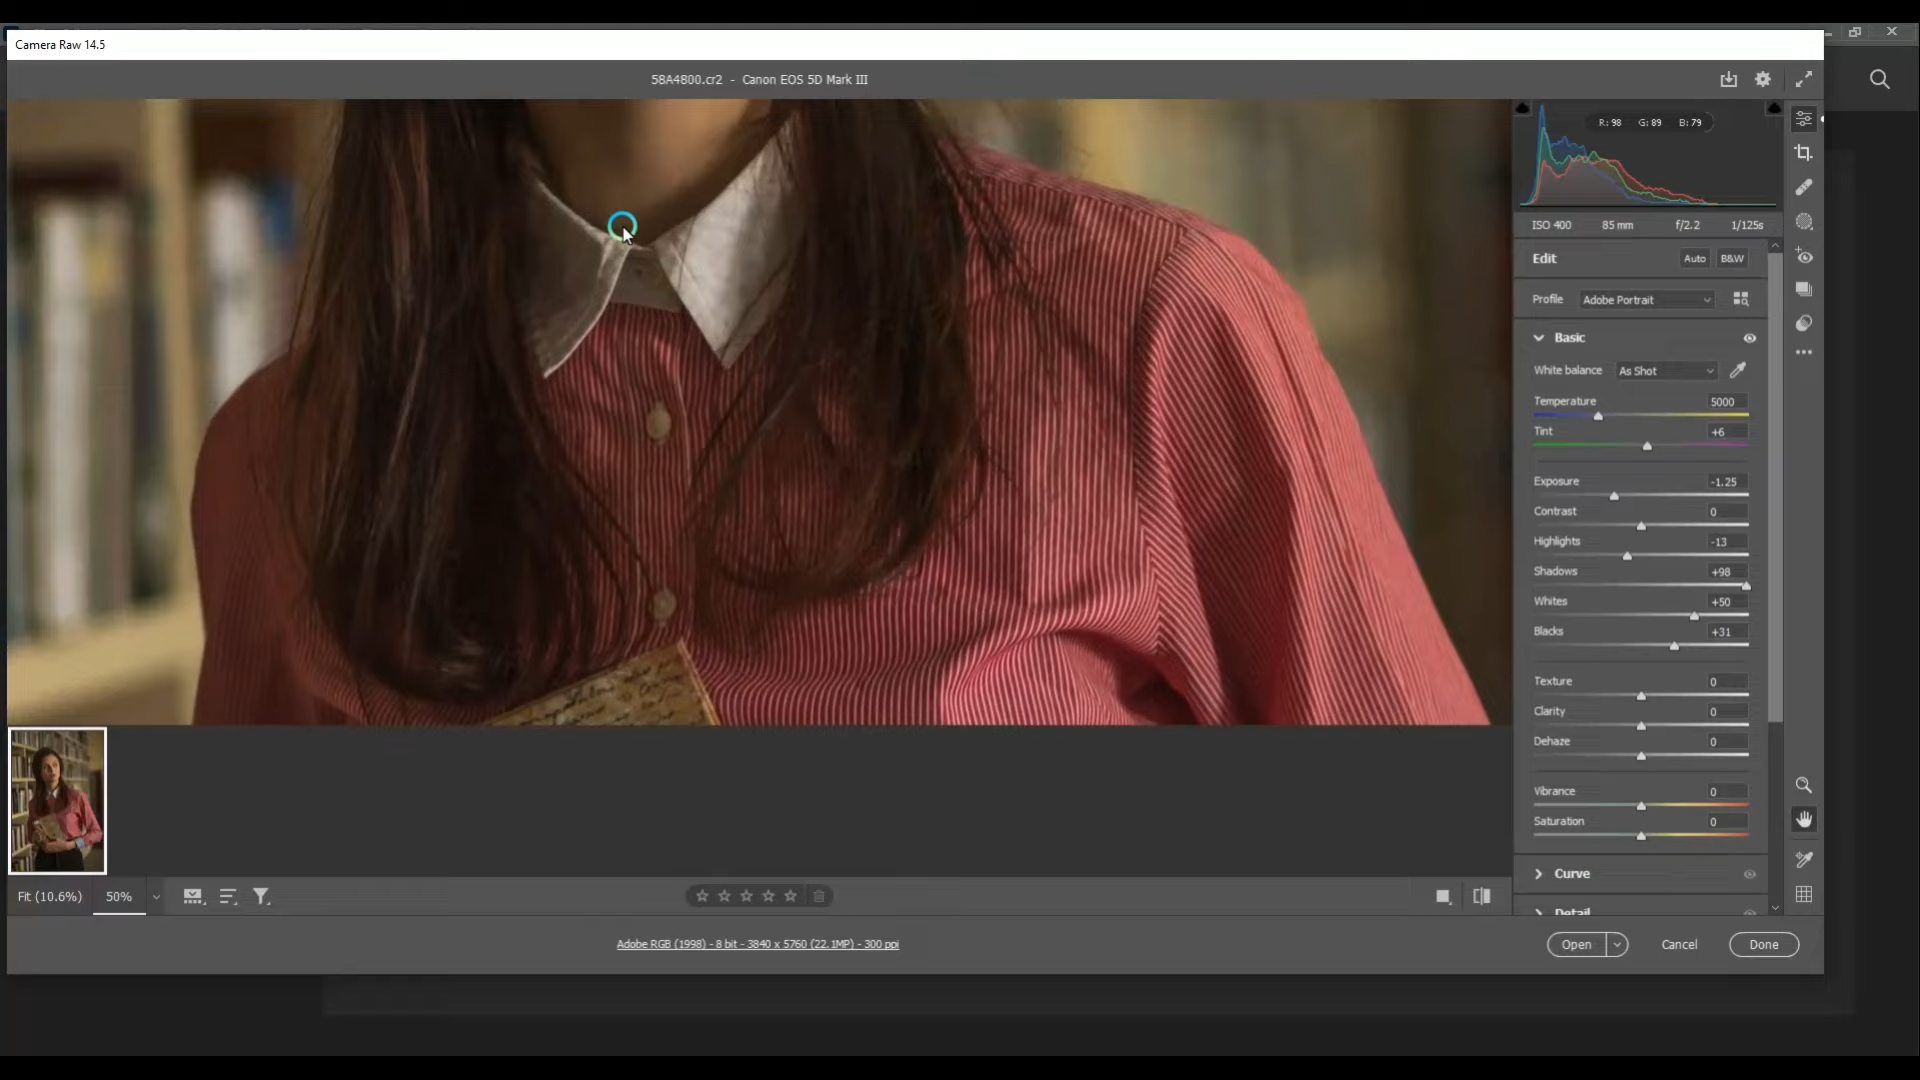 Camera Raw 14.5
58A4800.cr2 - Canon EOS 5D Mark III
R: 98 G: 89 B: 79
ISO 400 85 mm f/2.2 1/125s
Edit Auto B&W
Profile Adobe Portrait
Basic
White balance As Shot
Temperature 5000
Tint +6
Exposure -1.25
Contrast 0
Highlights -13
Shadows +98
Whites +50
Blacks +31
Texture 0
Clarity 0
Dehaze 0
Vibrance 0
Saturation 0
Curve
Detail
Fit (10.6%) 50%
Adobe RGB (1998) - 8 bit - 3840 x 5760 (22.1MP) - 300 ppi
Open Cancel Done